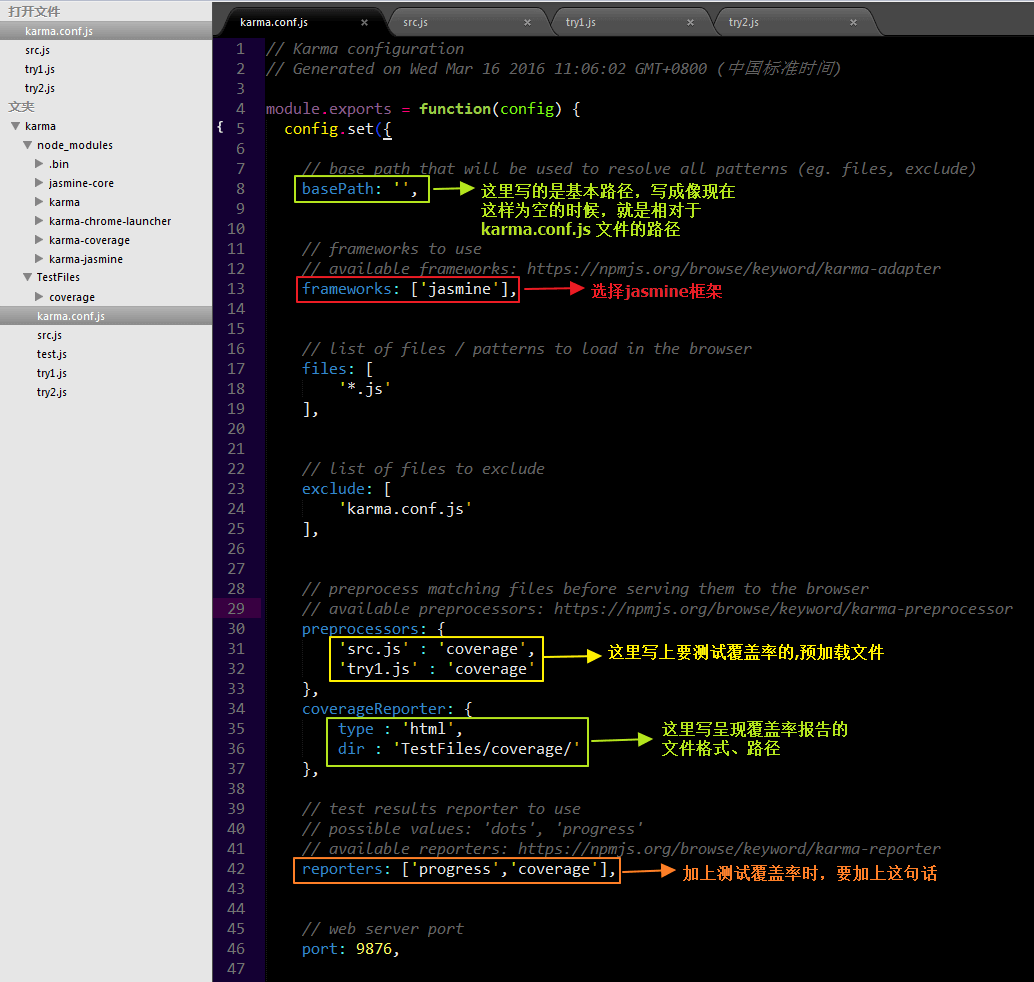 打开文件
karma.conf.js
src.js
try1.js
try2.js
文夹
karma
node_modules
.bin
jasmine-core
karma
karma-chrome-launcher
karma-coverage
karma-jasmine
TestFiles
coverage
karma.conf.js
src.js
test.js
try1.js
try2.js
karma.conf.js × src.js × try1.js × try2.js ×
1 // Karma configuration
2 // Generated on Wed Mar 16 2016 11:06:02 GMT+0800 (中国标准时间)
3
4 module.exports = function(config) {
{ 5 config.set({
6
7 // base path that will be used to resolve all patterns (eg. files, exclude)
8 basePath: '',
这里写的是基本路径，写成像现在
9
这样为空的时候，就是相对于
10
karma.conf.js 文件的路径
11 // frameworks to use
12 // available frameworks: https://npmjs.org/browse/keyword/karma-adapter
13 frameworks: ['jasmine'],
选择jasmine框架
14
15
16 // list of files / patterns to load in the browser
17 files: [
18 '*.js'
19 ],
20
21
22 // list of files to exclude
23 exclude: [
24 'karma.conf.js'
25 ],
26
27
28 // preprocess matching files before serving them to the browser
29 // available preprocessors: https://npmjs.org/browse/keyword/karma-preprocessor
30 preprocessors: {
31 'src.js' : 'coverage',
这里写上要测试覆盖率的,预加载文件
32 'try1.js' : 'coverage'
33 },
34 coverageReporter: {
35 type : 'html',
这里写呈现覆盖率报告的
36 dir : 'TestFiles/coverage/'
文件格式、路径
37 },
38
39 // test results reporter to use
40 // possible values: 'dots', 'progress'
41 // available reporters: https://npmjs.org/browse/keyword/karma-reporter
42 reporters: ['progress','coverage'],
加上测试覆盖率时，要加上这句话
43
44
45 // web server port
46 port: 9876,
47